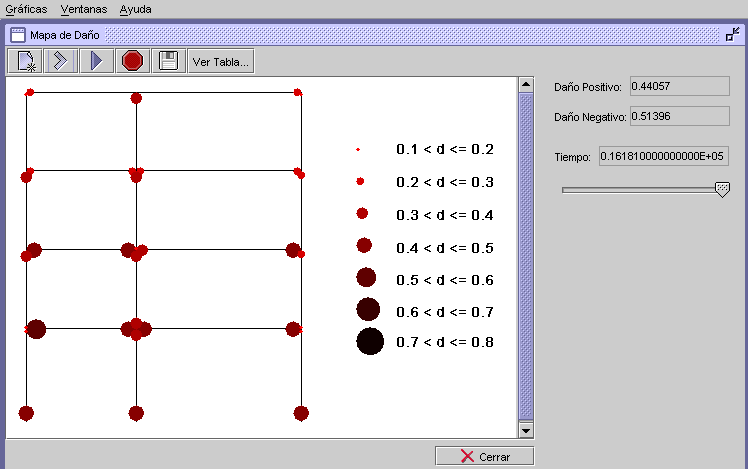 Gráficas Ventanas Ayuda
Mapa de Daño
Ver Tabla...
Daño Positivo: 0.44057
Daño Negativo: 0.51396
Tiempo: 0.161810000000000E+05
0.1 < d <= 0.2
0.2 < d <= 0.3
0.3 < d <= 0.4
0.4 < d <= 0.5
0.5 < d <= 0.6
0.6 < d <= 0.7
0.7 < d <= 0.8
Cerrar